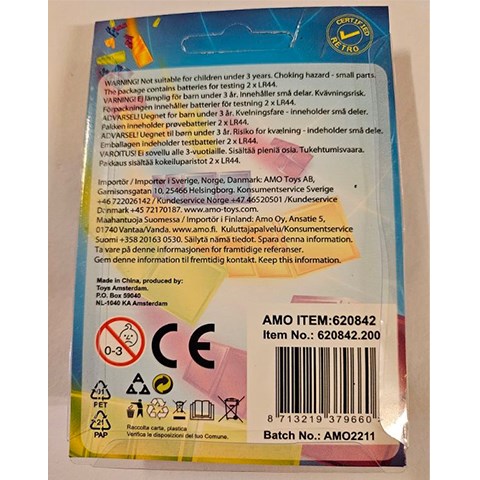 CERTIFIED
RETRO
WARNING! Not suitable for children under 3 years. Choking hazard - small parts.
The package contains batteries for testing 2 x LR44.
VARNING! Ej lämplig för barn under 3 år. Innehåller små delar. Kvävningsrisk.
Förpackningen innehåller batterier för testning 2 x LR44.
ADVARSEL! Uegnet til børn under 3 år. Kvelningsfare - inneholder små deler.
Pakken inneholder prøvebatterier 2 x LR44.
ADVARSEL! Uegnet til børn under 3 år. Risiko for kvælning - indeholder små dele.
Emballagen indeholder testbatterier 2 x LR44.
VAROITUS! Ei sovellu alle 3-vuotiaille. Sisältää pieniä osia. Tukehtumisvaara.
Pakkaus sisältää kokeiluparistot 2 x LR44.
Importör / Importer i Sverige, Norge, Danmark: AMO Toys AB,
Garnisonsgatan 10, 25466 Helsingborg. Konsumentservice Sverige
+46 722026142 / Kundeservice Norge +47 46520501 /Kundeservice
Danmark +45 72170187. www.amo-toys.com
Maahantuoja Suomessa / Importör i Finland: Amo Oy, Ansatie 5,
01740 Vantaa/Vanda. www.amo.fi. Kuluttajapalvelu/Konsumentservice
Suomi +358 20163 0530. Säilytä nämä tiedot. Spara denna information.
Ta vare på denne informasjonen for framtidige referanser.
Gem denne information til fremtidig kontakt. Keep this information.
Made in China, produced by:
Toys Amsterdam.
P.O. Box 59040
NL-1040 KA Amsterdam
0-3
CE
AMO ITEM:620842
Item No.: 620842.200
8 713219 379660
Batch No.: AMO2211
01
PET
21
PAP
Raccolta carta, plastica
Verifica le disposizioni del tuo Comune.